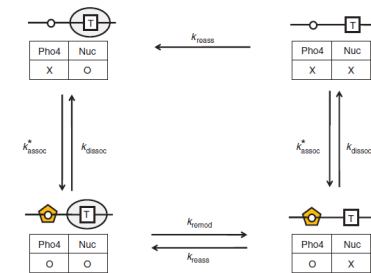 T
T
k_reass
Pho4 Nuc
X O
Pho4 Nuc
X X
k*_assoc
k_dissoc
k*_assoc
k_dissoc
T
T
k_remod
k_reass
Pho4 Nuc
O O
Pho4 Nuc
O X